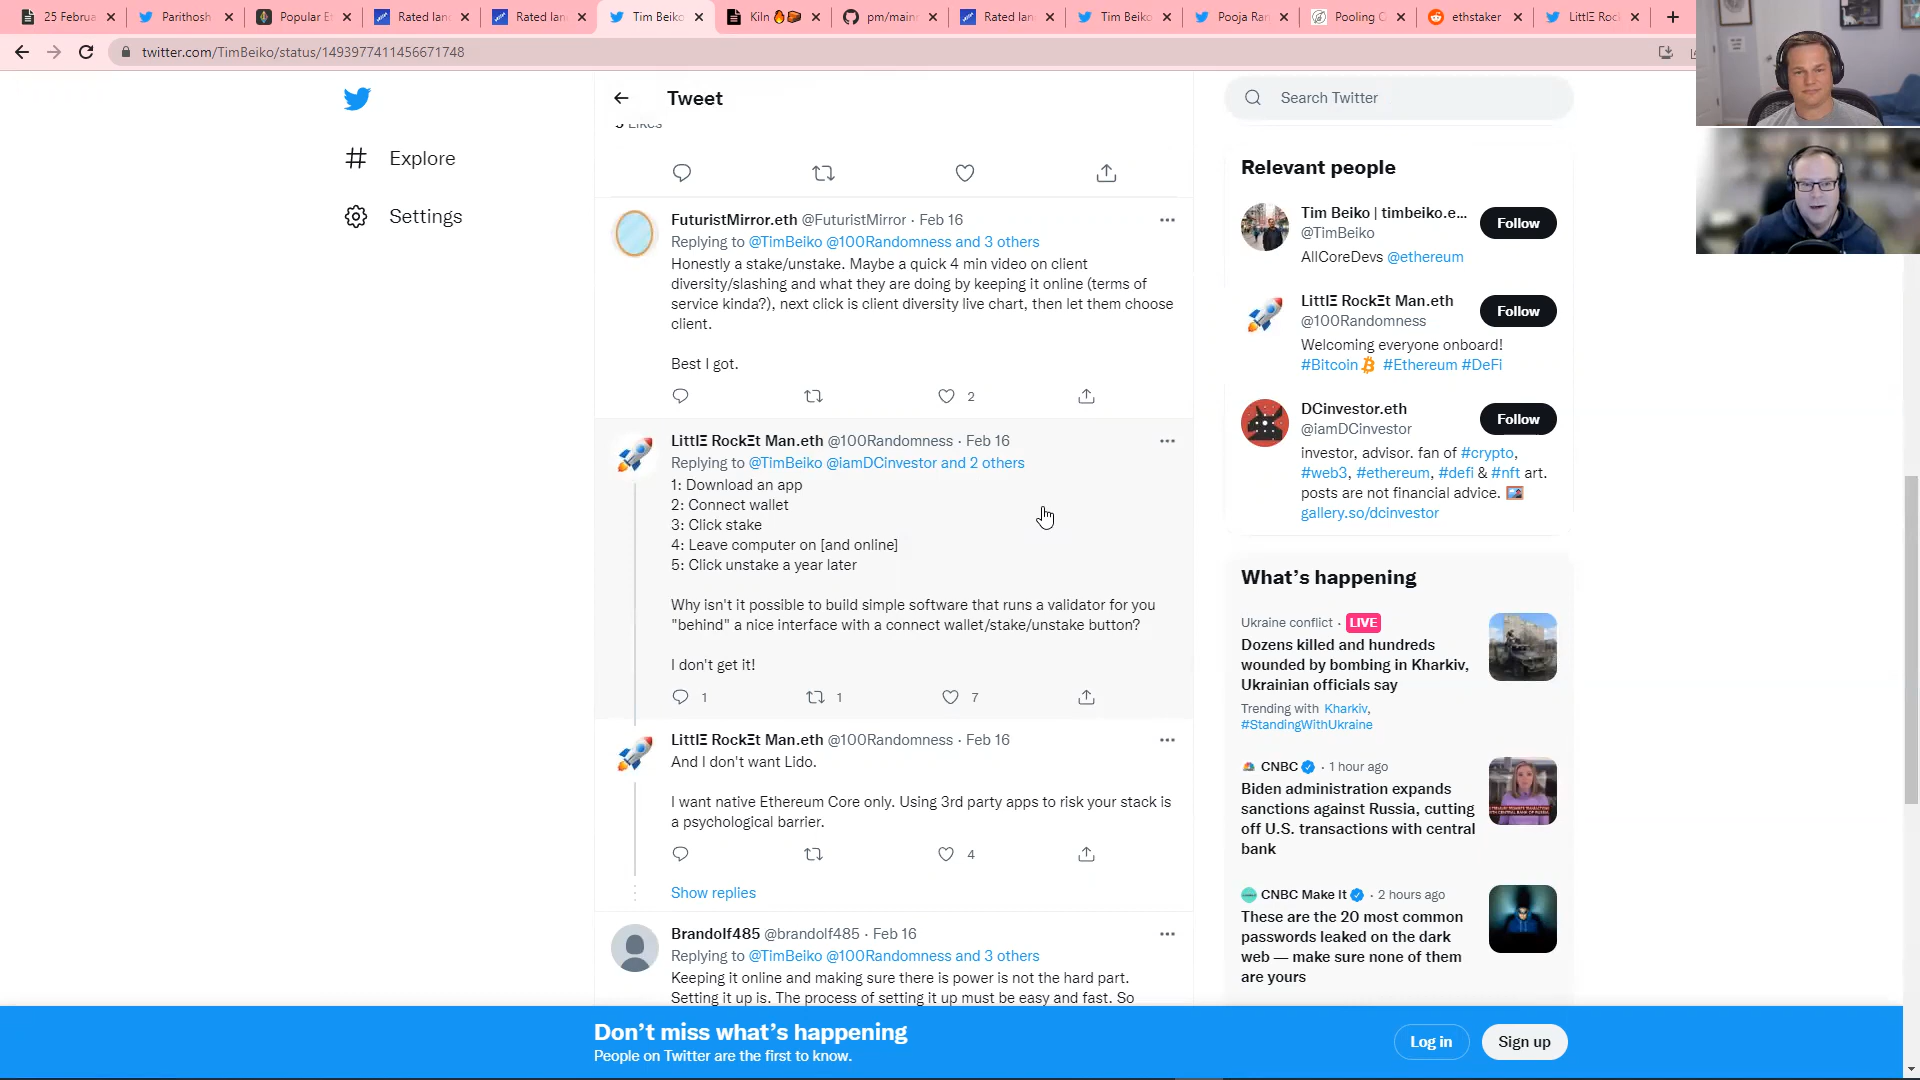 25 Februa
Parithosh
Popular Et
Rated lan
Rated lan
Tim Beiko
Kiln
pm/mainn
Rated lan
Tim Beiko
Pooja Ran
Pooling C
ethstaker
LittlΞ Roc
twitter.com/TimBeiko/status/1493977411456671748
Explore
Settings
Tweet
5 Likes
FuturistMirror.eth @FuturistMirror · Feb 16
Replying to @TimBeiko @100Randomness and 3 others
Honestly a stake/unstake. Maybe a quick 4 min video on client
diversity/slashing and what they are doing by keeping it online (terms of
service kinda?), next click is client diversity live chart, then let them choose
client.
Best I got.
2
LittlΞ RockΞt Man.eth @100Randomness · Feb 16
Replying to @TimBeiko @iamDCinvestor and 2 others
1: Download an app
2: Connect wallet
3: Click stake
4: Leave computer on [and online]
5: Click unstake a year later
Why isn't it possible to build simple software that runs a validator for you
"behind" a nice interface with a connect wallet/stake/unstake button?
I don't get it!
1 1 7
LittlΞ RockΞt Man.eth @100Randomness · Feb 16
And I don't want Lido.
I want native Ethereum Core only. Using 3rd party apps to risk your stack is
a psychological barrier.
4
Show replies
Brandolf485 @brandolf485 · Feb 16
Replying to @TimBeiko @100Randomness and 3 others
Keeping it online and making sure there is power is not the hard part.
Setting it up is. The process of setting it up must be easy and fast. So
Search Twitter
Relevant people
Tim Beiko | timbeiko.e...
@TimBeiko
Follow
AllCoreDevs @ethereum
LittlΞ RockΞt Man.eth
@100Randomness
Follow
Welcoming everyone onboard!
#Bitcoin #Ethereum #DeFi
DCinvestor.eth
@iamDCinvestor
Follow
investor, advisor. fan of #crypto,
#web3, #ethereum, #defi & #nft art.
posts are not financial advice.
gallery.so/dcinvestor
What's happening
Ukraine conflict · LIVE
Dozens killed and hundreds
wounded by bombing in Kharkiv,
Ukrainian officials say
Trending with Kharkiv,
#StandingWithUkraine
CNBC · 1 hour ago
Biden administration expands
sanctions against Russia, cutting
off U.S. transactions with central
bank
CNBC Make It · 2 hours ago
These are the 20 most common
passwords leaked on the dark
web — make sure none of them
are yours
Don't miss what's happening
People on Twitter are the first to know.
Log in
Sign up